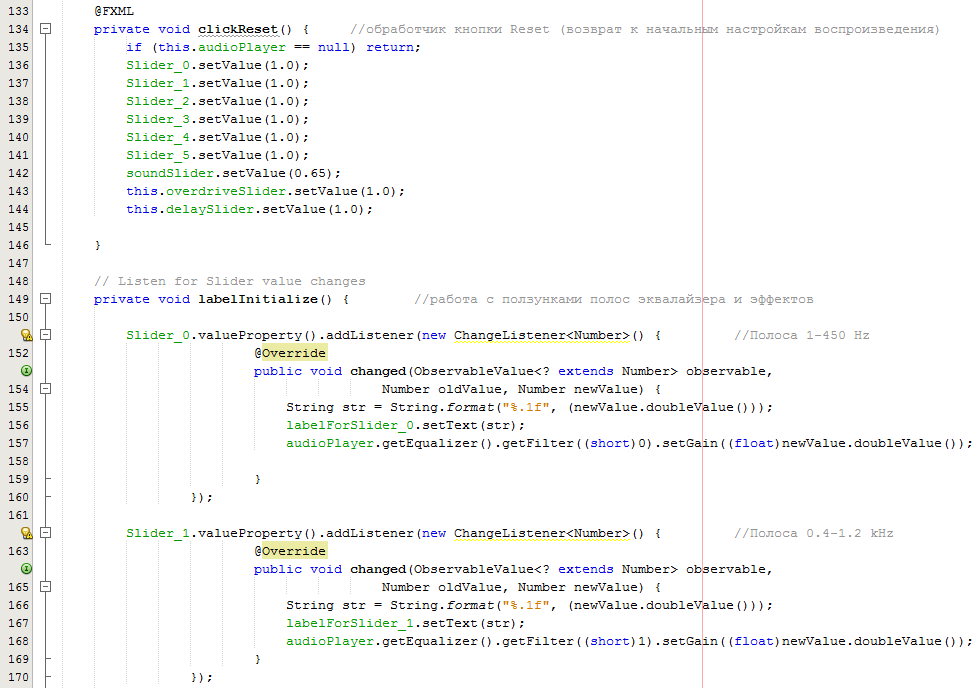 133 @FXML
134 private void clickReset() { //обработчик кнопки Reset (возврат к начальным настройкам воспроизведения)
135 if (this.audioPlayer == null) return;
136 Slider_0.setValue(1.0);
137 Slider_1.setValue(1.0);
138 Slider_2.setValue(1.0);
139 Slider_3.setValue(1.0);
140 Slider_4.setValue(1.0);
141 Slider_5.setValue(1.0);
142 soundSlider.setValue(0.65);
143 this.overdriveSlider.setValue(1.0);
144 this.delaySlider.setValue(1.0);
145
146 }
147
148 // Listen for Slider value changes
149 private void labelInitialize() { //работа с ползунками полос эквалайзера и эффектов
150
Slider_0.valueProperty().addListener(new ChangeListener<Number>() { //Полоса 1-450 Hz
152 @Override
public void changed(ObservableValue<? extends Number> observable,
154 Number oldValue, Number newValue) {
155 String str = String.format("%.1f", (newValue.doubleValue()));
156 labelForSlider_0.setText(str);
157 audioPlayer.getEqualizer().getFilter((short)0).setGain((float)newValue.doubleValue());
158
159 }
160 });
161
Slider_1.valueProperty().addListener(new ChangeListener<Number>() { //Полоса 0.4-1.2 kHz
163 @Override
public void changed(ObservableValue<? extends Number> observable,
165 Number oldValue, Number newValue) {
166 String str = String.format("%.1f", (newValue.doubleValue()));
167 labelForSlider_1.setText(str);
168 audioPlayer.getEqualizer().getFilter((short)1).setGain((float)newValue.doubleValue());
169 }
170 });